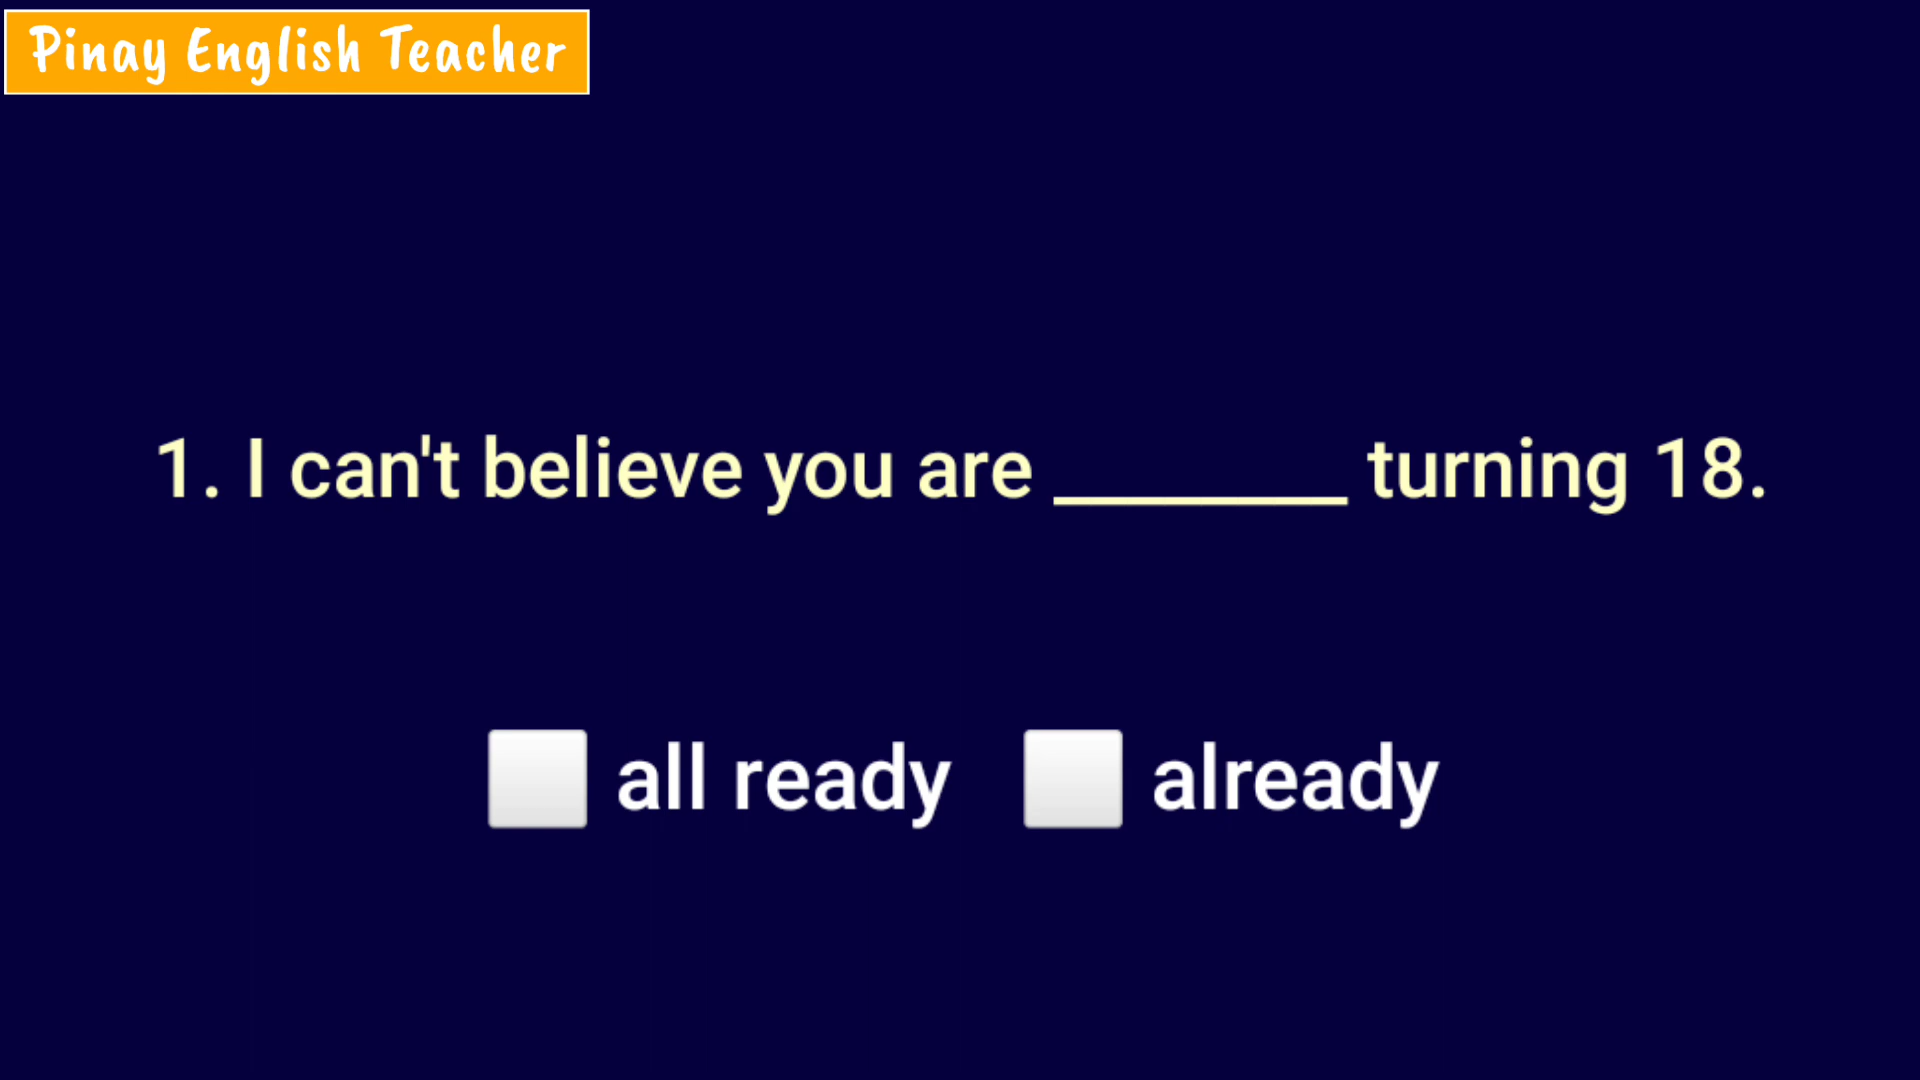 Pinay English Teacher
1. I can't believe you are ________ turning 18.
all ready already